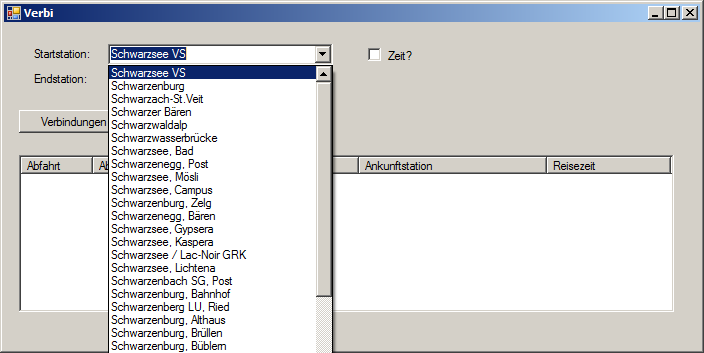 Verbi
Startstation: Schwarzsee VS Zeit?
Endstation:
Schwarzsee VS
Schwarzenburg
Schwarzach-St.Veit
Schwarzer Bären
Schwarzwaldalp
Schwarzwasserbrücke
Schwarzsee, Bad
Schwarzenegg, Post
Schwarzsee, Mösli
Schwarzsee, Campus
Schwarzenburg, Zelg
Schwarzenegg, Bären
Schwarzsee, Gypsera
Schwarzsee, Kaspera
Schwarzsee / Lac-Noir GRK
Schwarzsee, Lichtena
Schwarzenbach SG, Post
Schwarzenburg, Bahnhof
Schwarzenberg LU, Ried
Schwarzenburg, Althaus
Schwarzenburg, Brüllen
Schwarzenburg, Büblern
Verbindungen
Abfahrt Ab Ankunftstation Reisezeit